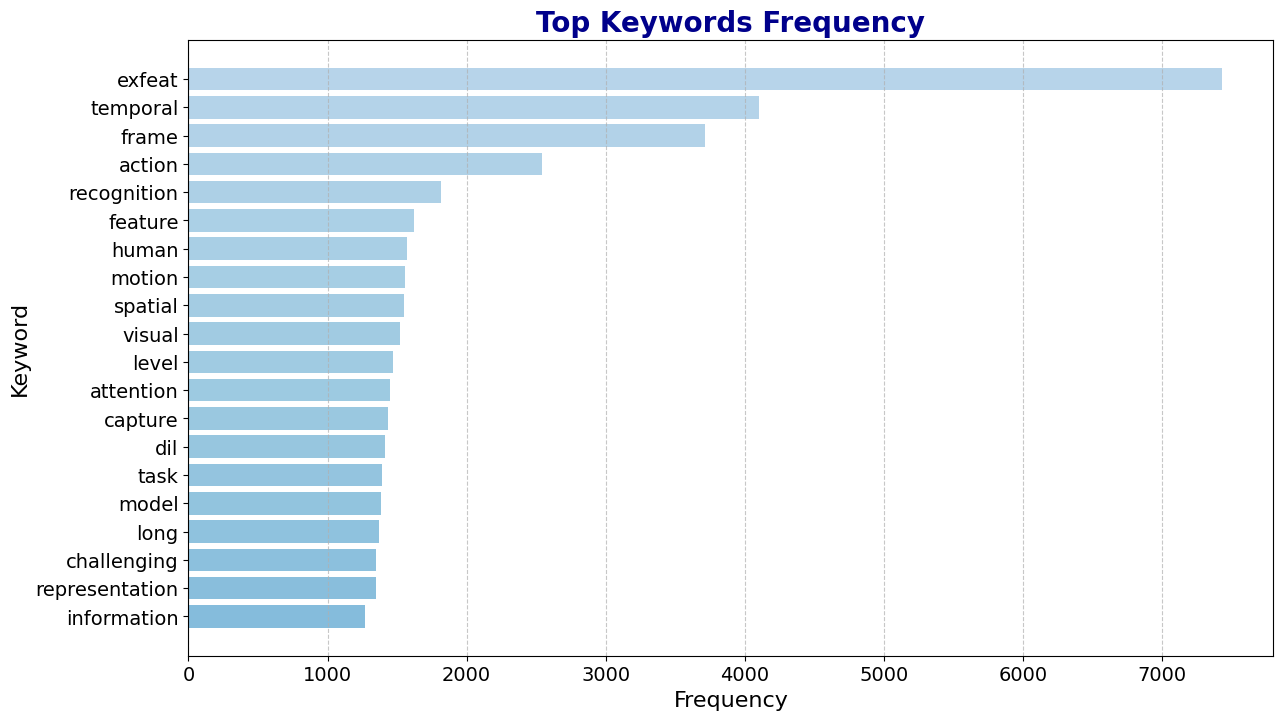 Top Keywords Frequency
Keyword
exfeat
temporal
frame
action
recognition
feature
human
motion
spatial
visual
level
attention
capture
dil
task
model
long
challenging
representation
information
0 1000 2000 3000 4000 5000 6000 7000
Frequency